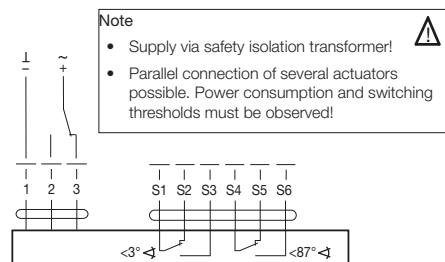 Note
• Supply via safety isolation transformer!
• Parallel connection of several actuators
possible. Power consumption and switching
thresholds must be observed!
⊥ ~
– +
1 2 3 S1 S2 S3 S4 S5 S6
<3° ∢ <87° ∢